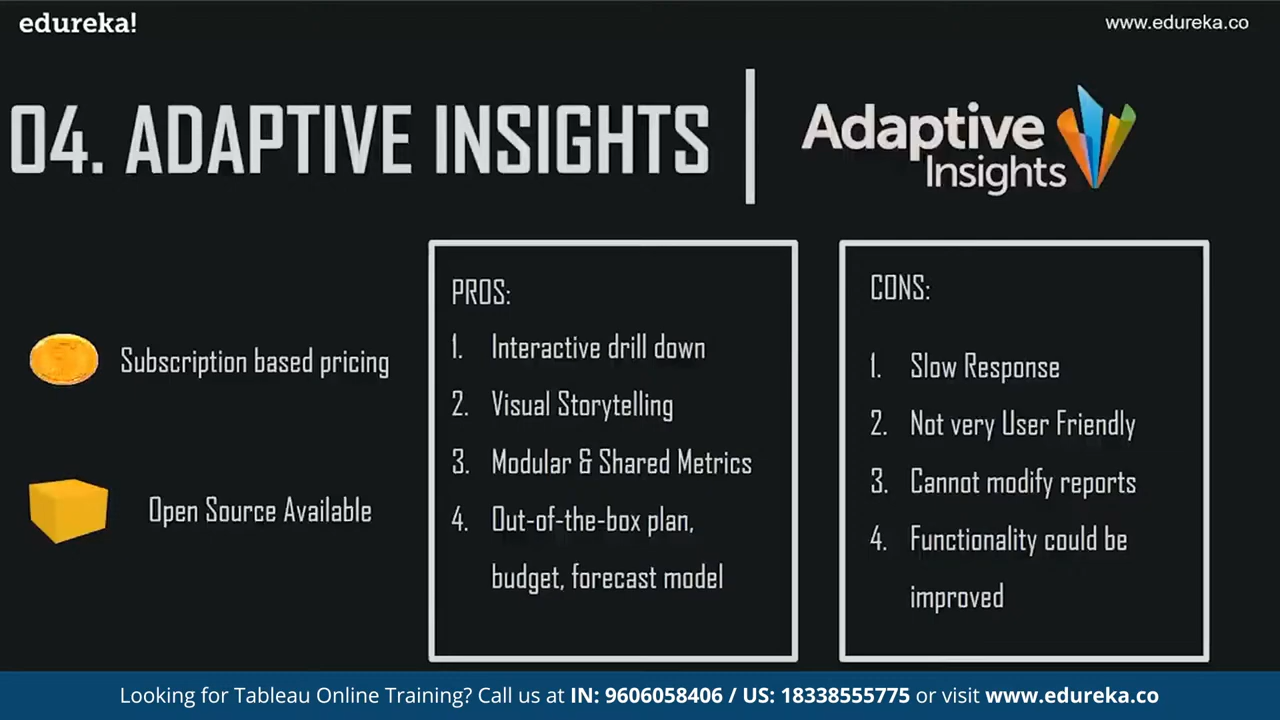 edureka!
www.edureka.co
04. ADAPTIVE INSIGHTS
Adaptive
Insights
Subscription based pricing
Open Source Available
PROS:
1. Interactive drill down
2. Visual Storytelling
3. Modular & Shared Metrics
4. Out-of-the-box plan,
budget, forecast model
CONS:
1. Slow Response
2. Not very User Friendly
3. Cannot modify reports
4. Functionality could be
improved
Looking for Tableau Online Training? Call us at IN: 9606058406 / US: 18338555775 or visit www.edureka.co